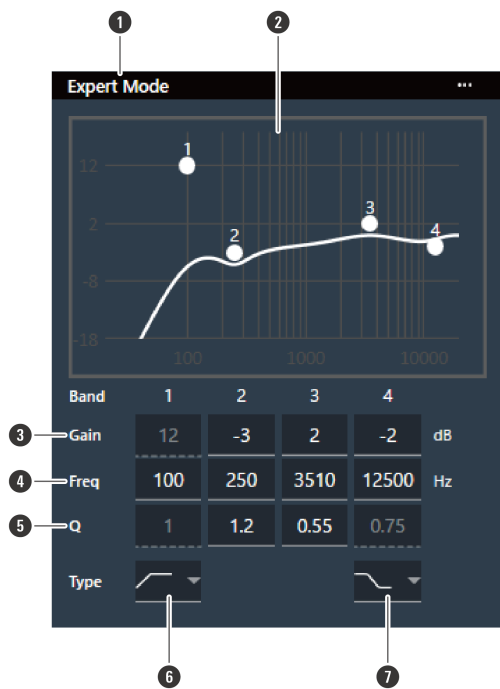 1 2
Expert Mode ...
12
2
-8
-18
1
2
3
4
100 1000 10000
Band 1 2 3 4
3 Gain 12 -3 2 -2 dB
4 Freq 100 250 3510 12500 Hz
5 Q 1 1.2 0.55 0.75
Type
6 7